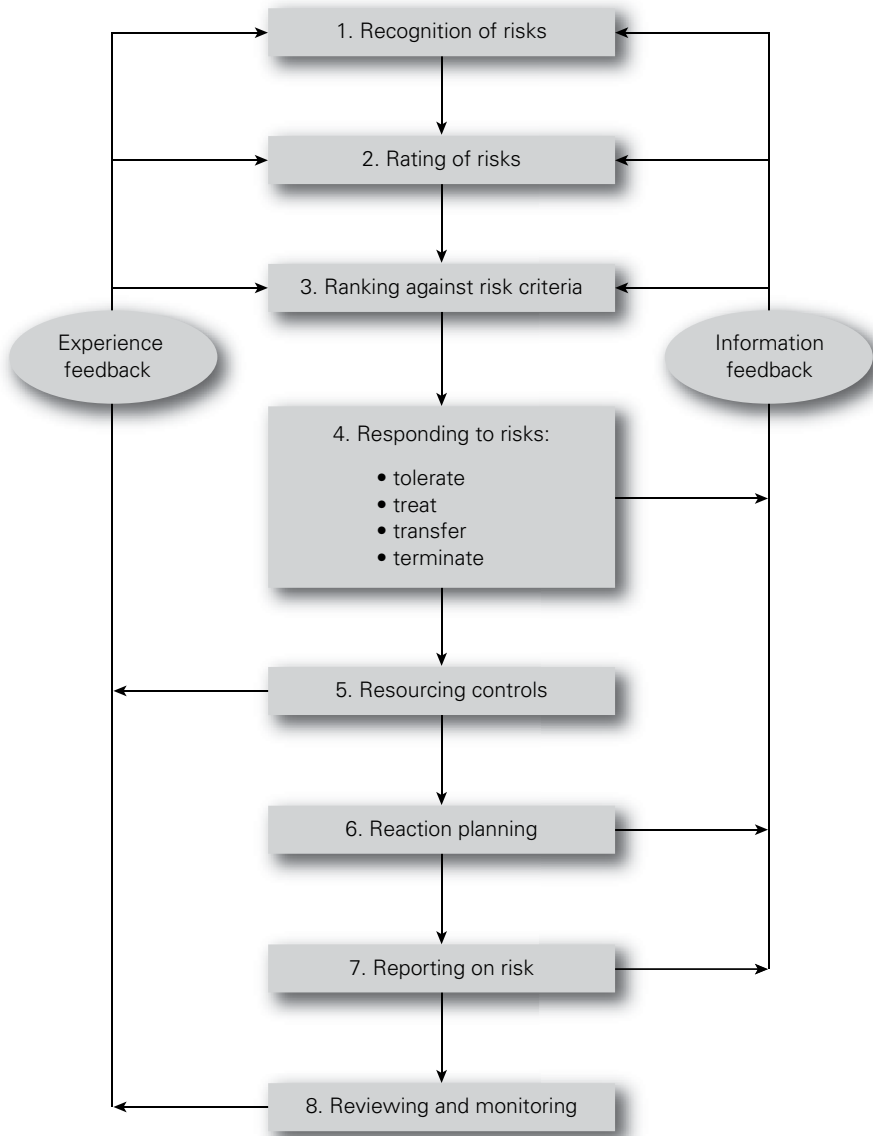 1. Recognition of risks
2. Rating of risks
3. Ranking against risk criteria
Experience
feedback
Information
feedback
4. Responding to risks:
• tolerate
• treat
• transfer
• terminate
5. Resourcing controls
6. Reaction planning
7. Reporting on risk
8. Reviewing and monitoring